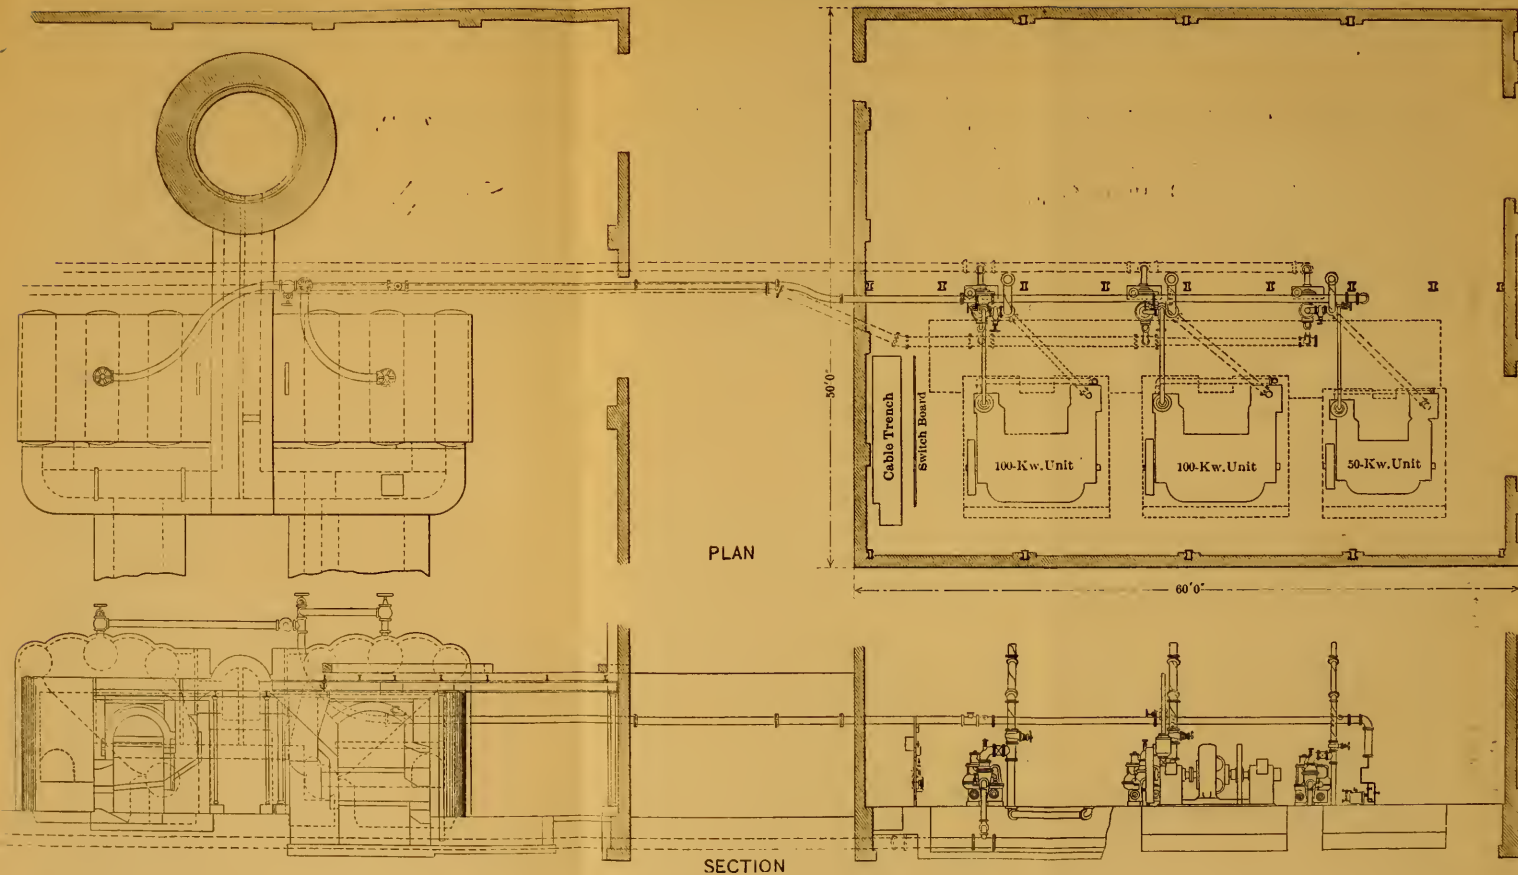 50'0"
Cable Trench
Switch Board
100-Kw. Unit
100-Kw. Unit
50-Kw. Unit
PLAN
60'0"
SECTION